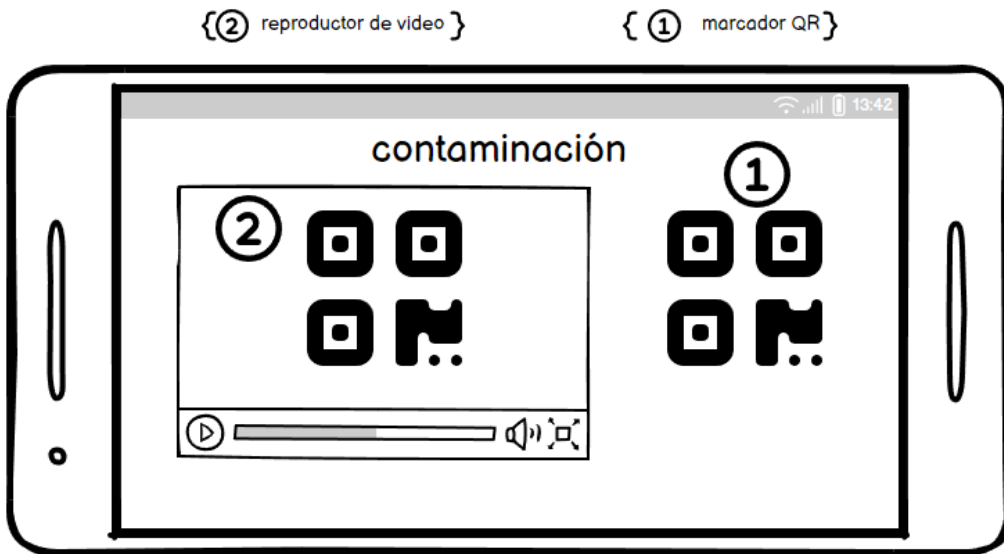 {② reproductor de video} { ① marcador QR}
13:42
contaminación
①
②